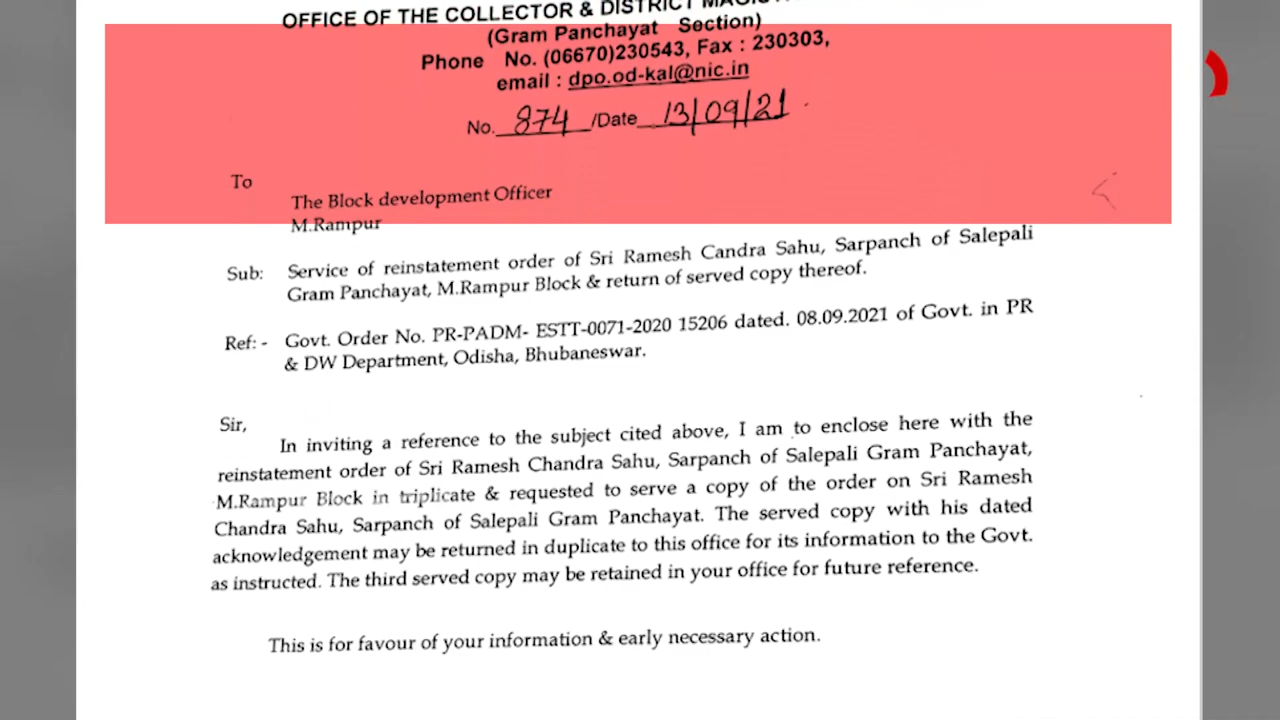 OFFICE OF THE COLLECTOR & DISTRICT
(Gram Panchayat Section)
Phone No. (06670)230543, Fax : 230303,
email : dpo.od-kal@nic.in
No. 874 /Date 13/09/21
To
The Block development Officer
M.Rampur
Sub: Service of reinstatement order of Sri Ramesh Candra Sahu, Sarpanch of Salepali
Gram Panchayat, M.Rampur Block & return of served copy thereof.
Ref: - Govt. Order No. PR-PADM- ESTT-0071-2020 15206 dated. 08.09.2021 of Govt. in PR
& DW Department, Odisha, Bhubaneswar.
Sir,
In inviting a reference to the subject cited above, I am to enclose here with the
reinstatement order of Sri Ramesh Chandra Sahu, Sarpanch of Salepali Gram Panchayat,
M.Rampur Block in triplicate & requested to serve a copy of the order on Sri Ramesh
Chandra Sahu, Sarpanch of Salepali Gram Panchayat. The served copy with his dated
acknowledgement may be returned in duplicate to this office for its information to the Govt.
as instructed. The third served copy may be retained in your office for future reference.
This is for favour of your information & early necessary action.